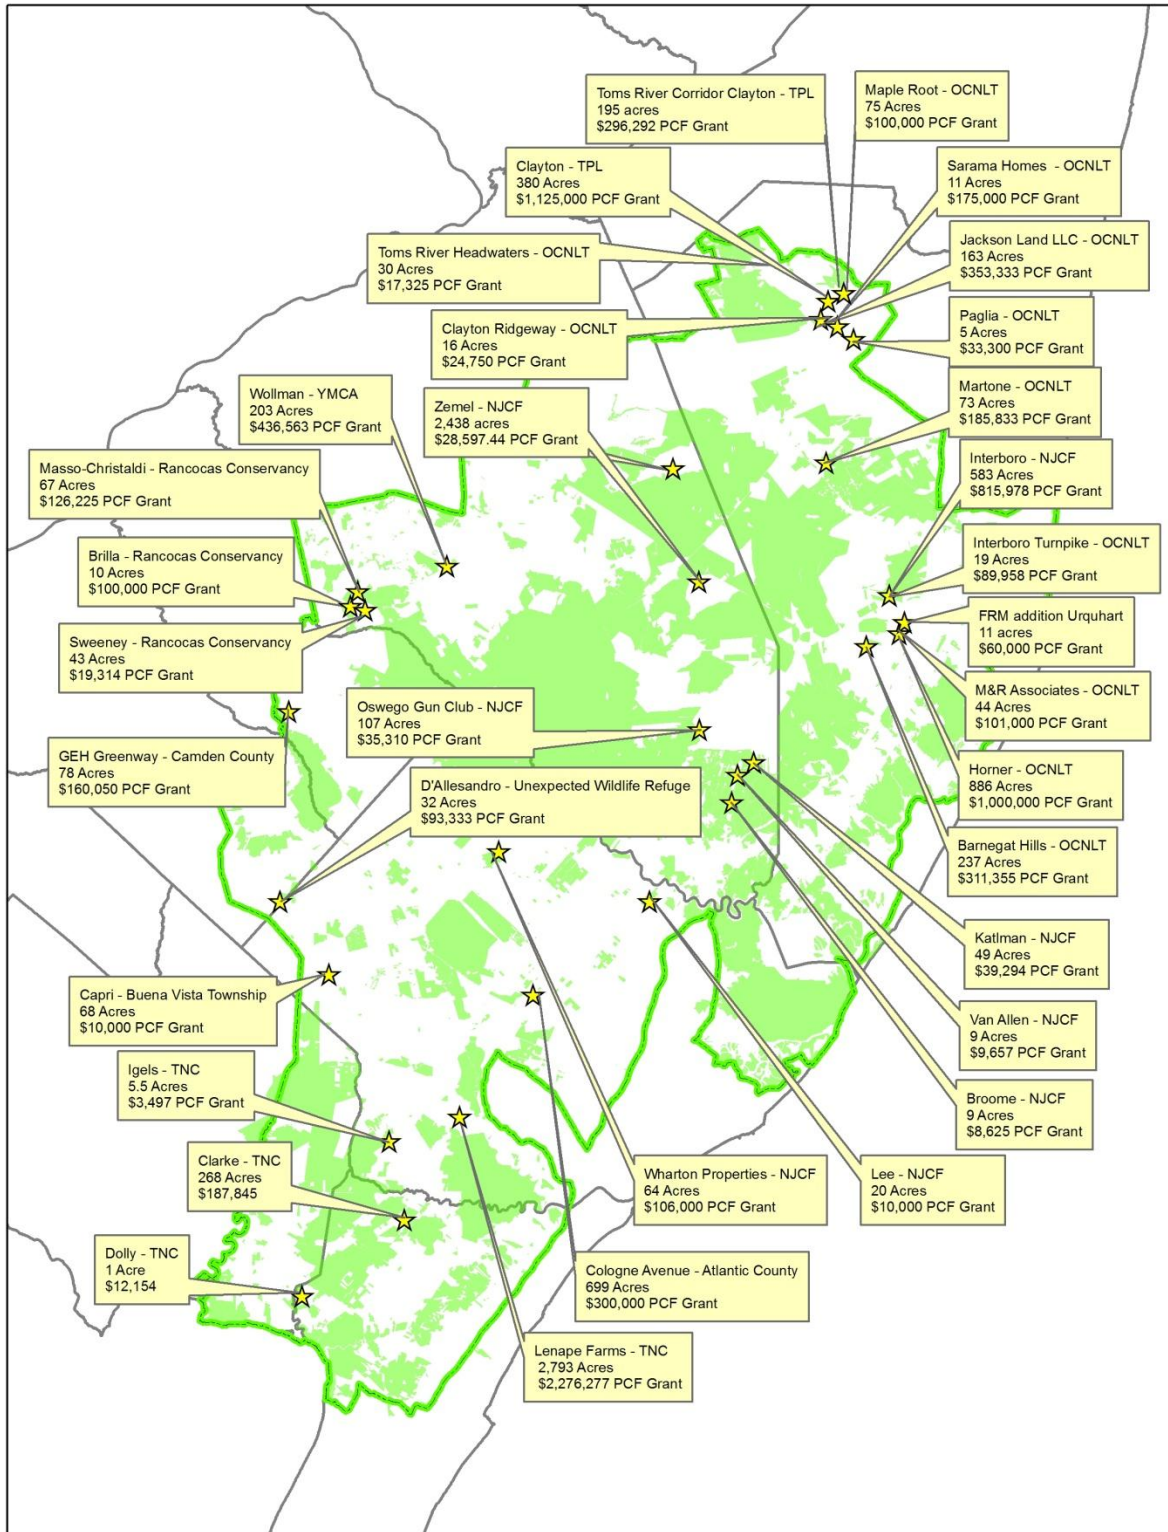 Toms River Corridor Clayton - TPL
195 acres
$296,292 PCF Grant
Maple Root - OCNLT
75 Acres
$100,000 PCF Grant
Clayton - TPL
380 Acres
$1,125,000 PCF Grant
Sarama Homes - OCNLT
11 Acres
$175,000 PCF Grant
Toms River Headwaters - OCNLT
30 Acres
$17,325 PCF Grant
Jackson Land LLC - OCNLT
163 Acres
$353,333 PCF Grant
Clayton Ridgeway - OCNLT
16 Acres
$24,750 PCF Grant
Paglia - OCNLT
5 Acres
$33,300 PCF Grant
Wollman - YMCA
203 Acres
$436,563 PCF Grant
Zemel - NJCF
2,438 acres
$28,597.44 PCF Grant
Martone - OCNLT
73 Acres
$185,833 PCF Grant
Masso-Christaldi - Rancocas Conservancy
67 Acres
$126,225 PCF Grant
Interboro - NJCF
583 Acres
$815,978 PCF Grant
Brilla - Rancocas Conservancy
10 Acres
$100,000 PCF Grant
Interboro Turnpike - OCNLT
19 Acres
$89,958 PCF Grant
Sweeney - Rancocas Conservancy
43 Acres
$19,314 PCF Grant
FRM addition Urquhart
11 acres
$60,000 PCF Grant
Oswego Gun Club - NJCF
107 Acres
$35,310 PCF Grant
M&R Associates - OCNLT
44 Acres
$101,000 PCF Grant
GEH Greenway - Camden County
78 Acres
$160,050 PCF Grant
D'Allesandro - Unexpected Wildlife Refuge
32 Acres
$93,333 PCF Grant
Horner - OCNLT
886 Acres
$1,000,000 PCF Grant
Barnegat Hills - OCNLT
237 Acres
$311,355 PCF Grant
Katlman - NJCF
49 Acres
$39,294 PCF Grant
Capri - Buena Vista Township
68 Acres
$10,000 PCF Grant
Van Allen - NJCF
9 Acres
$9,657 PCF Grant
Igels - TNC
5.5 Acres
$3,497 PCF Grant
Broome - NJCF
9 Acres
$8,625 PCF Grant
Clarke - TNC
268 Acres
$187,845
Wharton Properties - NJCF
64 Acres
$106,000 PCF Grant
Lee - NJCF
20 Acres
$10,000 PCF Grant
Dolly - TNC
1 Acre
$12,154
Cologne Avenue - Atlantic County
699 Acres
$300,000 PCF Grant
Lenape Farms - TNC
2,793 Acres
$2,276,277 PCF Grant